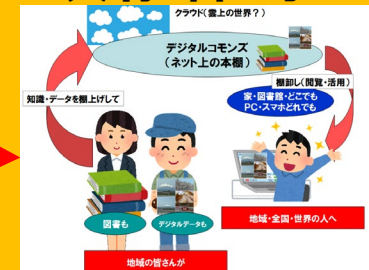 クラウド(雲上の世界?)
デジタルコモンズ
(ネット上の本棚)
知識・データを棚上げして
棚卸し(閲覧・活用)
家・図書館・どこでも
PC・スマホどれでも
図書も
デジタルデータも
地域・全国・世界の人へ
地域の皆さんが